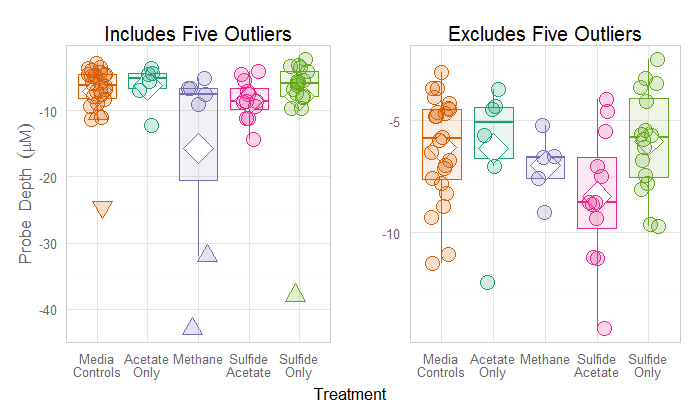 Includes Five Outliers
Excludes Five Outliers
Probe Depth (μM)
-10
-20
-30
-40
-5
-10
Media
Controls
Acetate
Only
Methane
Sulfide
Acetate
Sulfide
Only
Media
Controls
Acetate
Only
Methane
Sulfide
Acetate
Sulfide
Only
Treatment